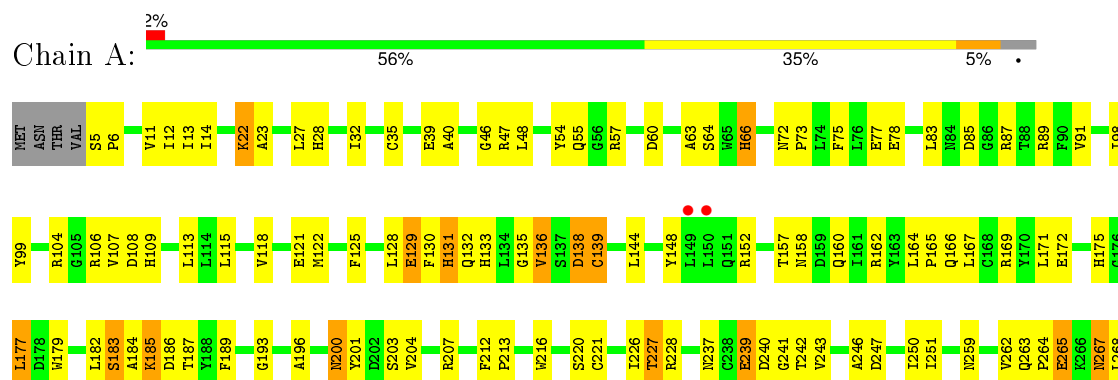 2%
Chain A:
56% 35% 5% •
MET ASN THR VAL S5 P6 V11 I12 I13 I14 K22 A23 L27 H28 I32 C35 E39 A40 G46 R47 L48 Y54 Q55 G56 R57 D60 A63 S64 W65 H66 N72 P73 L74 F75 L76 E77 E78 L83 N84 D85 G86 R87 T88 R89 F90 V91 I98
Y99 R104 G105 R106 V107 D108 H109 L113 L114 L115 V118 E121 M122 F125 L128 E129 F130 H131 Q132 H133 L134 G135 V136 S137 D138 C139 L144 Y148 L149 L150 Q151 R152 T157 N158 D159 Q160 I161 R162 Y163 L164 P165 Q166 L167 C168 R169 Y170 L171 E172 H175 G176
L177 D178 W179 L182 S183 A184 K185 D186 T187 Y188 F189 G193 A196 N200 Y201 D202 S203 V204 R207 F212 P213 W216 S220 C221 I226 T227 R228 N237 C238 E239 D240 G241 T242 V243 A246 D247 I250 I251 N259 V262 Q263 P264 E265 K266 N267